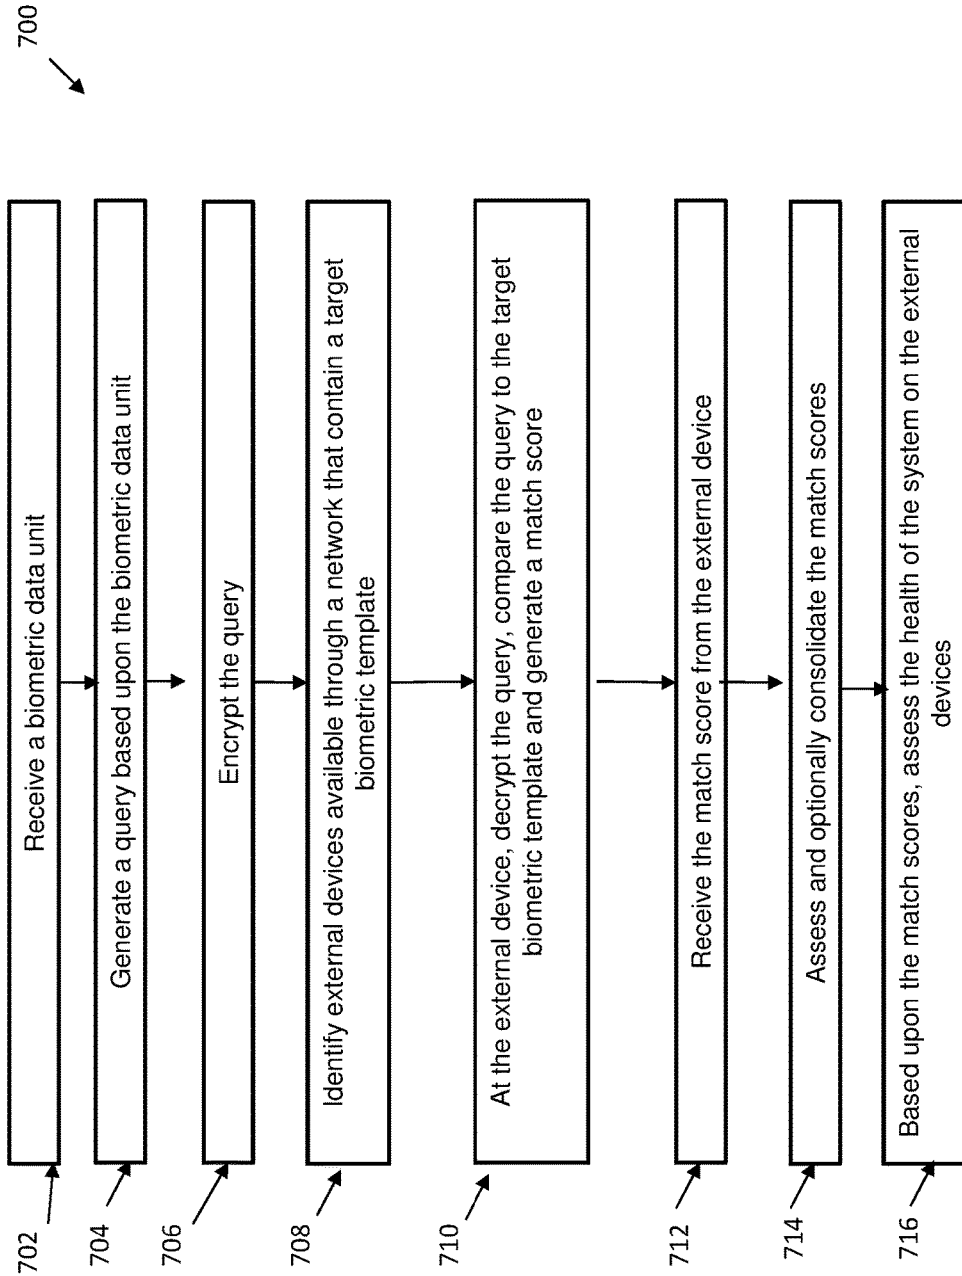 700
702
Receive a biometric data unit
704
Generate a query based upon the biometric data unit
706
Encrypt the query
708
Identify external devices available through a network that contain a target
biometric template
710
At the external device, decrypt the query, compare the query to the target
biometric template and generate a match score
712
Receive the match score from the external device
714
Assess and optionally consolidate the match scores
716
Based upon the match scores, assess the health of the system on the external
devices